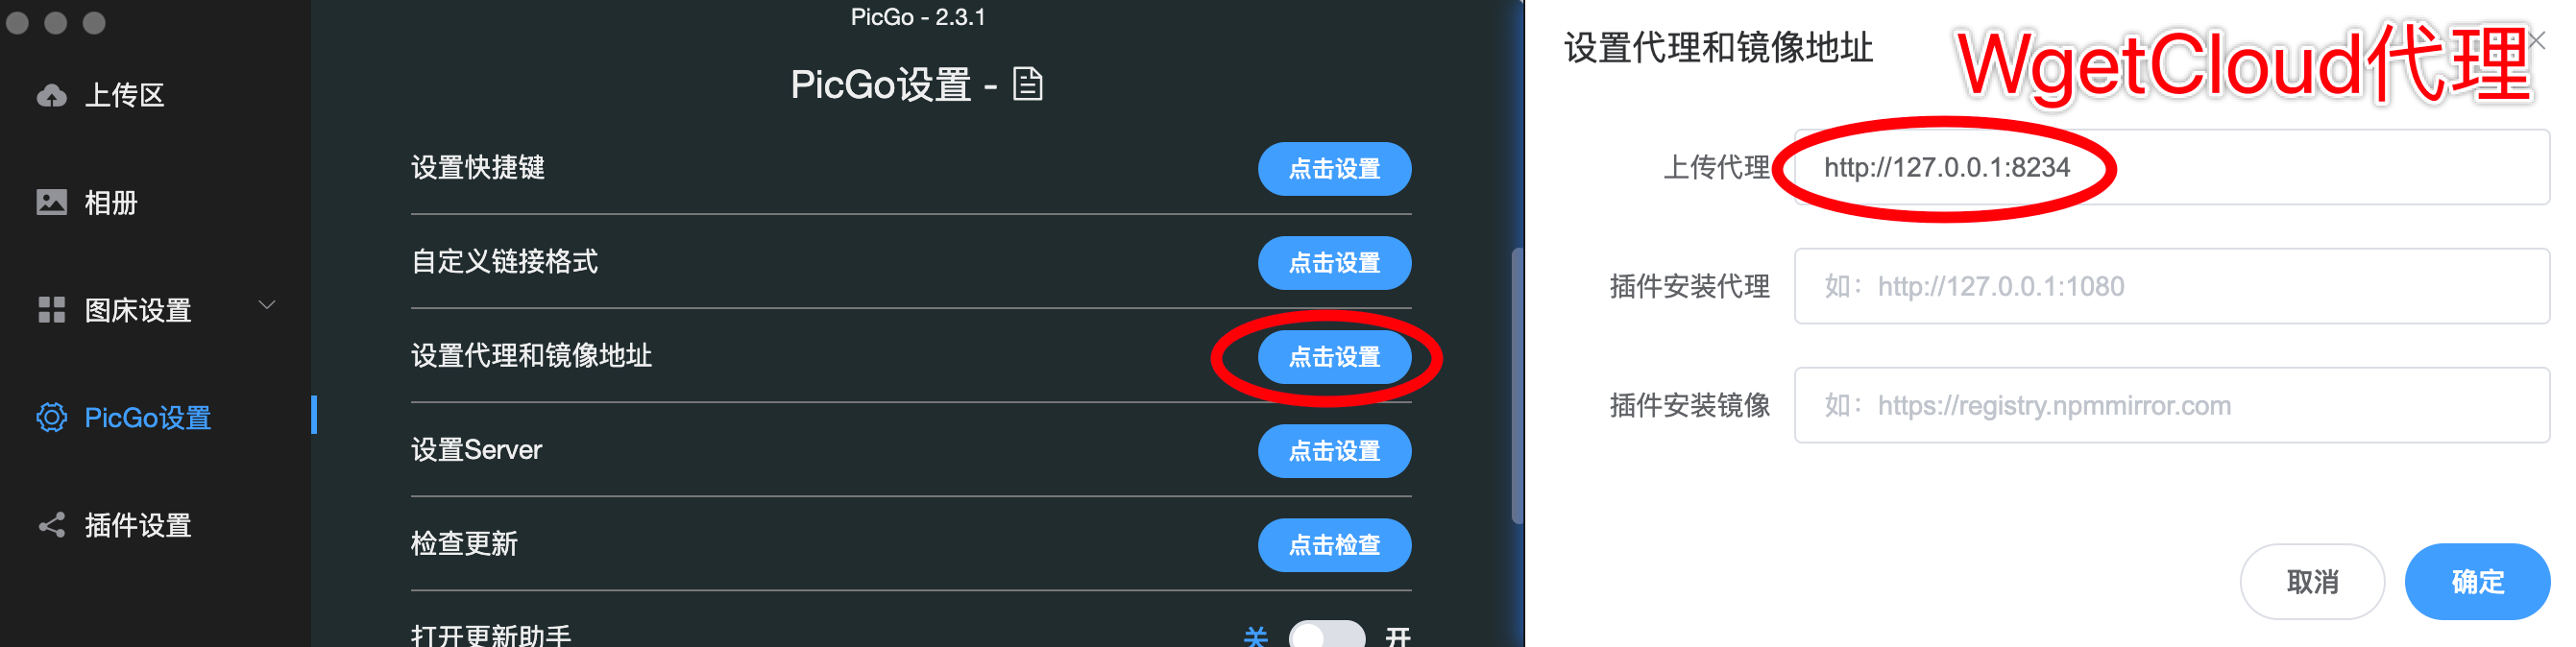 PicGo - 2.3.1
上传区
相册
图床设置
PicGo设置
插件设置
PicGo设置 -
设置快捷键 点击设置
自定义链接格式 点击设置
设置代理和镜像地址 点击设置
设置Server 点击设置
检查更新 点击检查
打开更新助手 关 开
设置代理和镜像地址
WgetCloud代理
上传代理 http://127.0.0.1:8234
插件安装代理 如：http://127.0.0.1:1080
插件安装镜像 如：https://registry.npmmirror.com
取消 确定